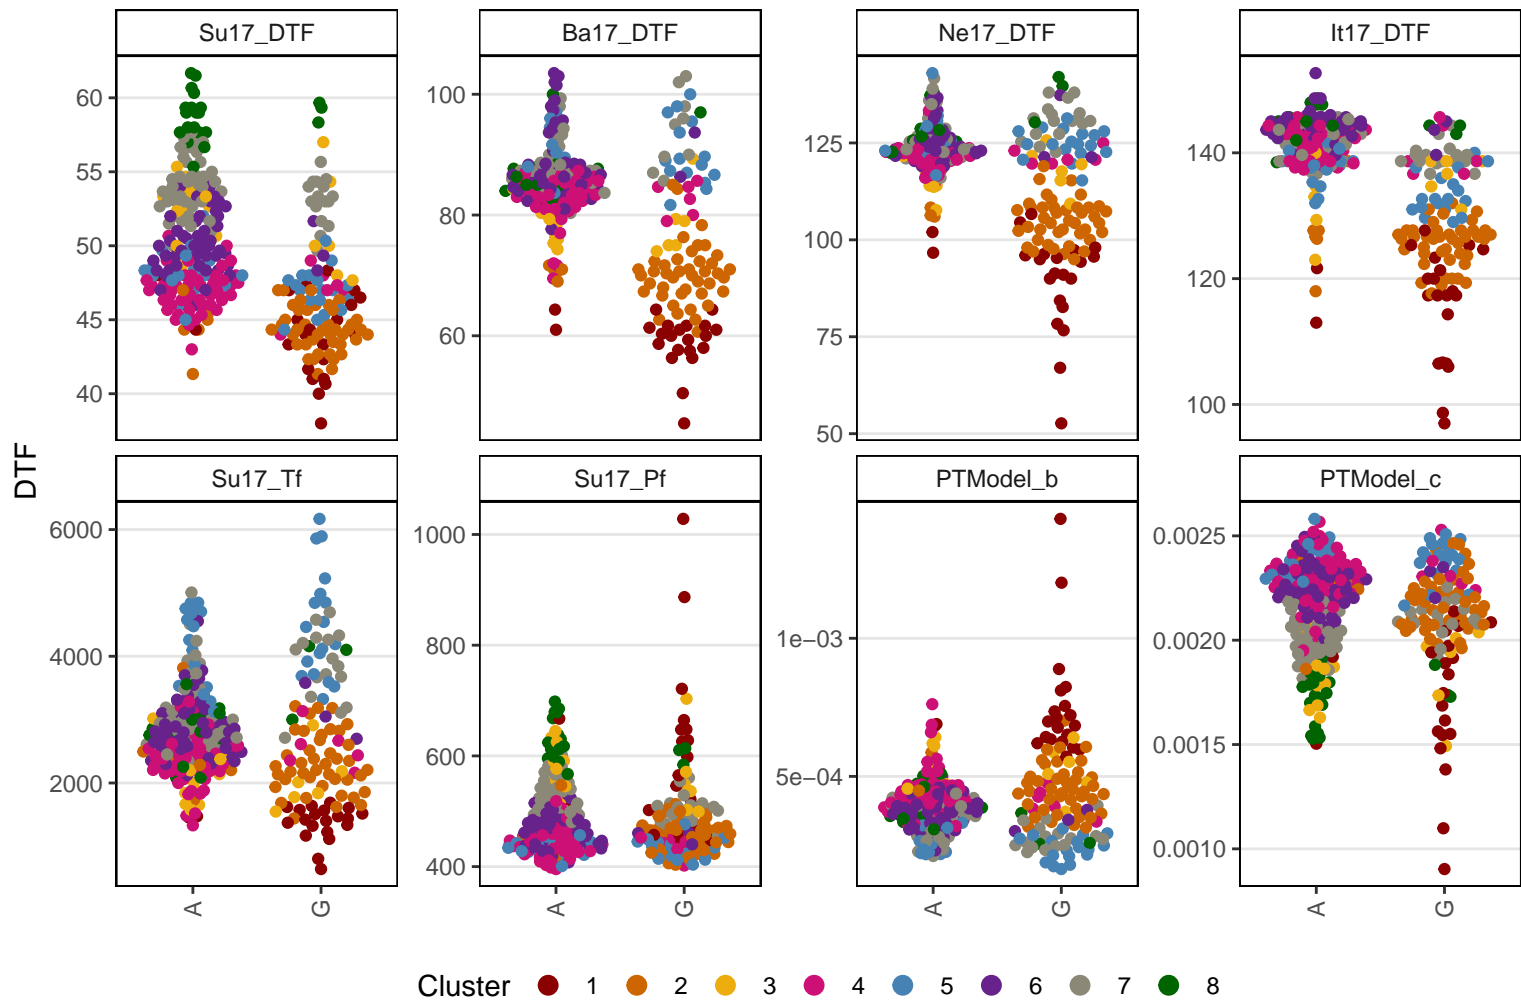 Su17_DTF
Ba17_DTF
Ne17_DTF
It17_DTF
60
55
50
45
40
100
80
60
125
100
75
50
140
120
100
DTF
Su17_Tf
Su17_Pf
PTModel_b
PTModel_c
6000
4000
2000
1000
800
600
400
1e−03
5e−04
0.0025
0.0020
0.0015
0.0010
A
G
A
G
A
G
A
G
Cluster 1 2 3 4 5 6 7 8